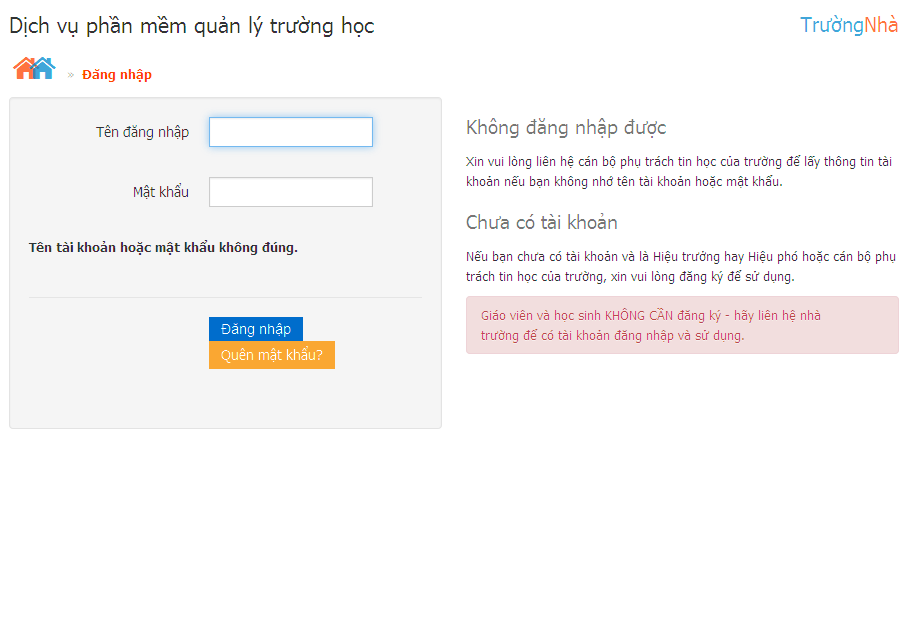 Dịch vụ phần mềm quản lý trường học
TrườngNhà
» Đăng nhập
Tên đăng nhập
Mật khẩu
Tên tài khoản hoặc mật khẩu không đúng.
Đăng nhập
Quên mật khẩu?
Không đăng nhập được
Xin vui lòng liên hệ cán bộ phụ trách tin học của trường để lấy thông tin tài
khoản nếu bạn không nhớ tên tài khoản hoặc mật khẩu.
Chưa có tài khoản
Nếu bạn chưa có tài khoản và là Hiệu trưởng hay Hiệu phó hoặc cán bộ phụ
trách tin học của trường, xin vui lòng đăng ký để sử dụng.
Giáo viên và học sinh KHÔNG CẦN đăng ký - hãy liên hệ nhà
trường để có tài khoản đăng nhập và sử dụng.